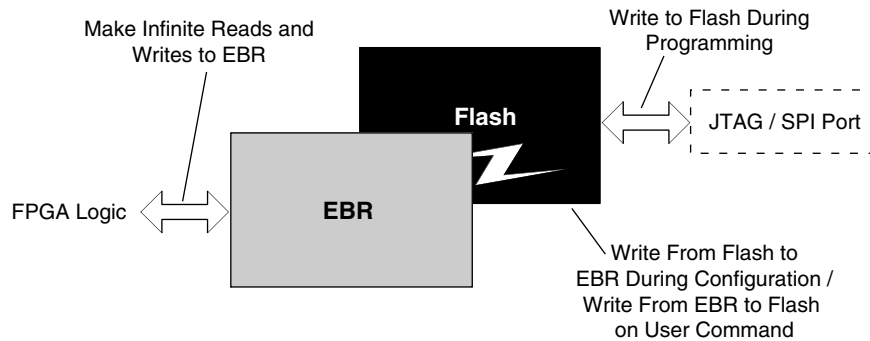 Make Infinite Reads and
Writes to EBR
Write to Flash During
Programming
Flash
JTAG / SPI Port
FPGA Logic
EBR
Write From Flash to
EBR During Configuration /
Write From EBR to Flash
on User Command